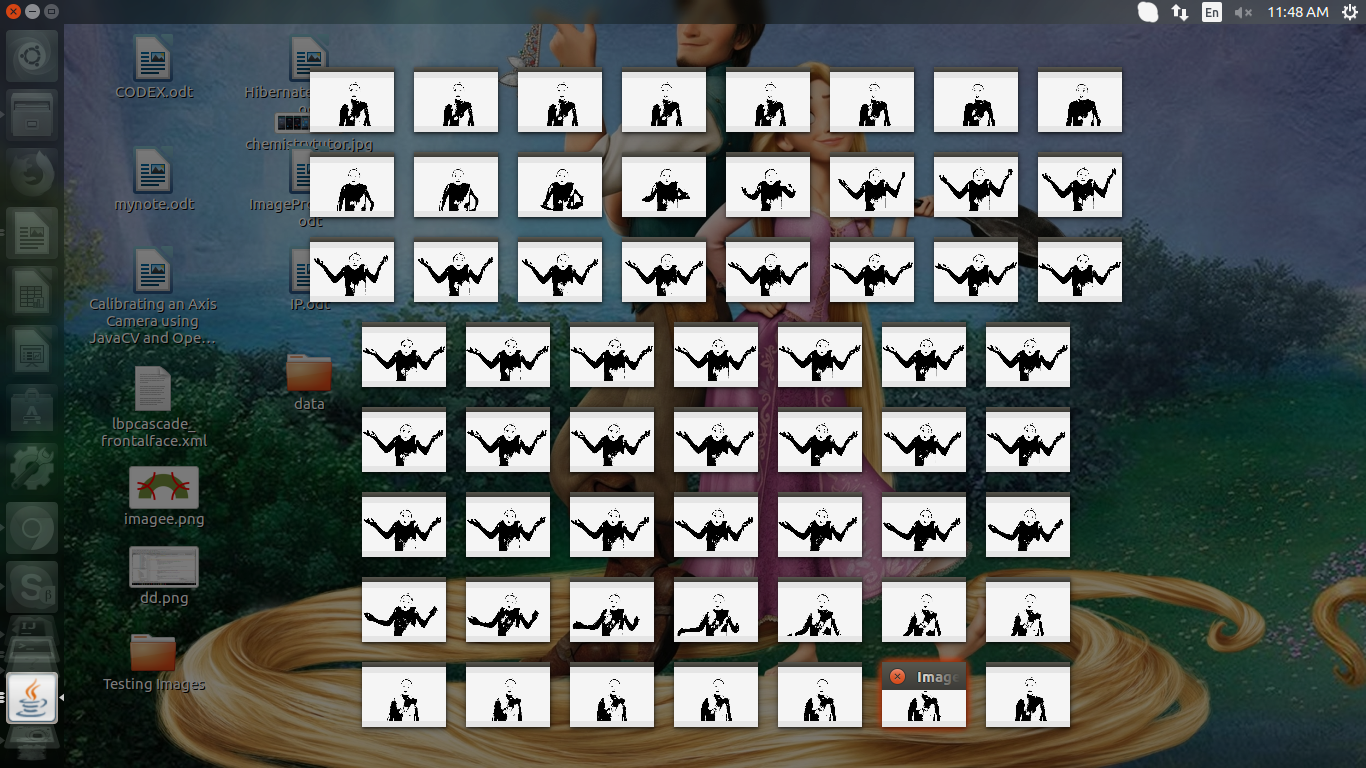 En
11:48 AM
CODEX.odt
Hibernate
chemistrytutor.jpg
mynote.odt
ImagePro
odt
Calibrating an Axis
Camera using
JavaCV and Ope...
IP.odt
lbpcascade_
frontalface.xml
data
imagee.png
dd.png
Testing Images
Image